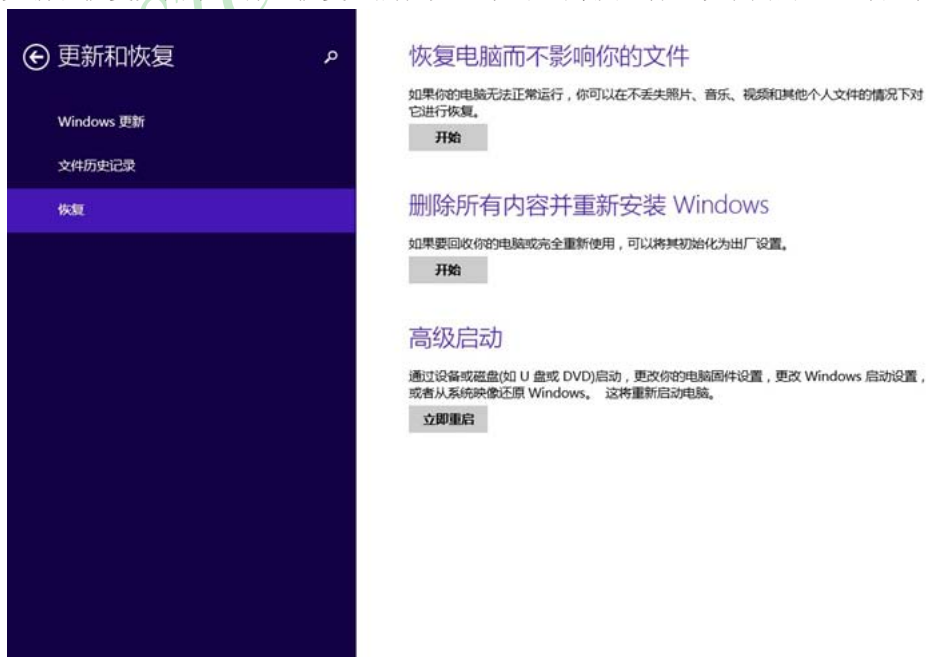 更新和恢复
Windows 更新
文件历史记录
恢复
恢复电脑而不影响你的文件
如果你的电脑无法正常运行，你可以在不丢失照片、音乐、视频和其他个人文件的情况下对
它进行恢复。
开始
删除所有内容并重新安装 Windows
如果要回收你的电脑或完全重新使用，可以将其初始化为出厂设置。
开始
高级启动
通过设备或磁盘(如 U 盘或 DVD)启动，更改你的电脑固件设置，更改 Windows 启动设置，
或者从系统映像还原 Windows。 这将重新启动电脑。
立即重启